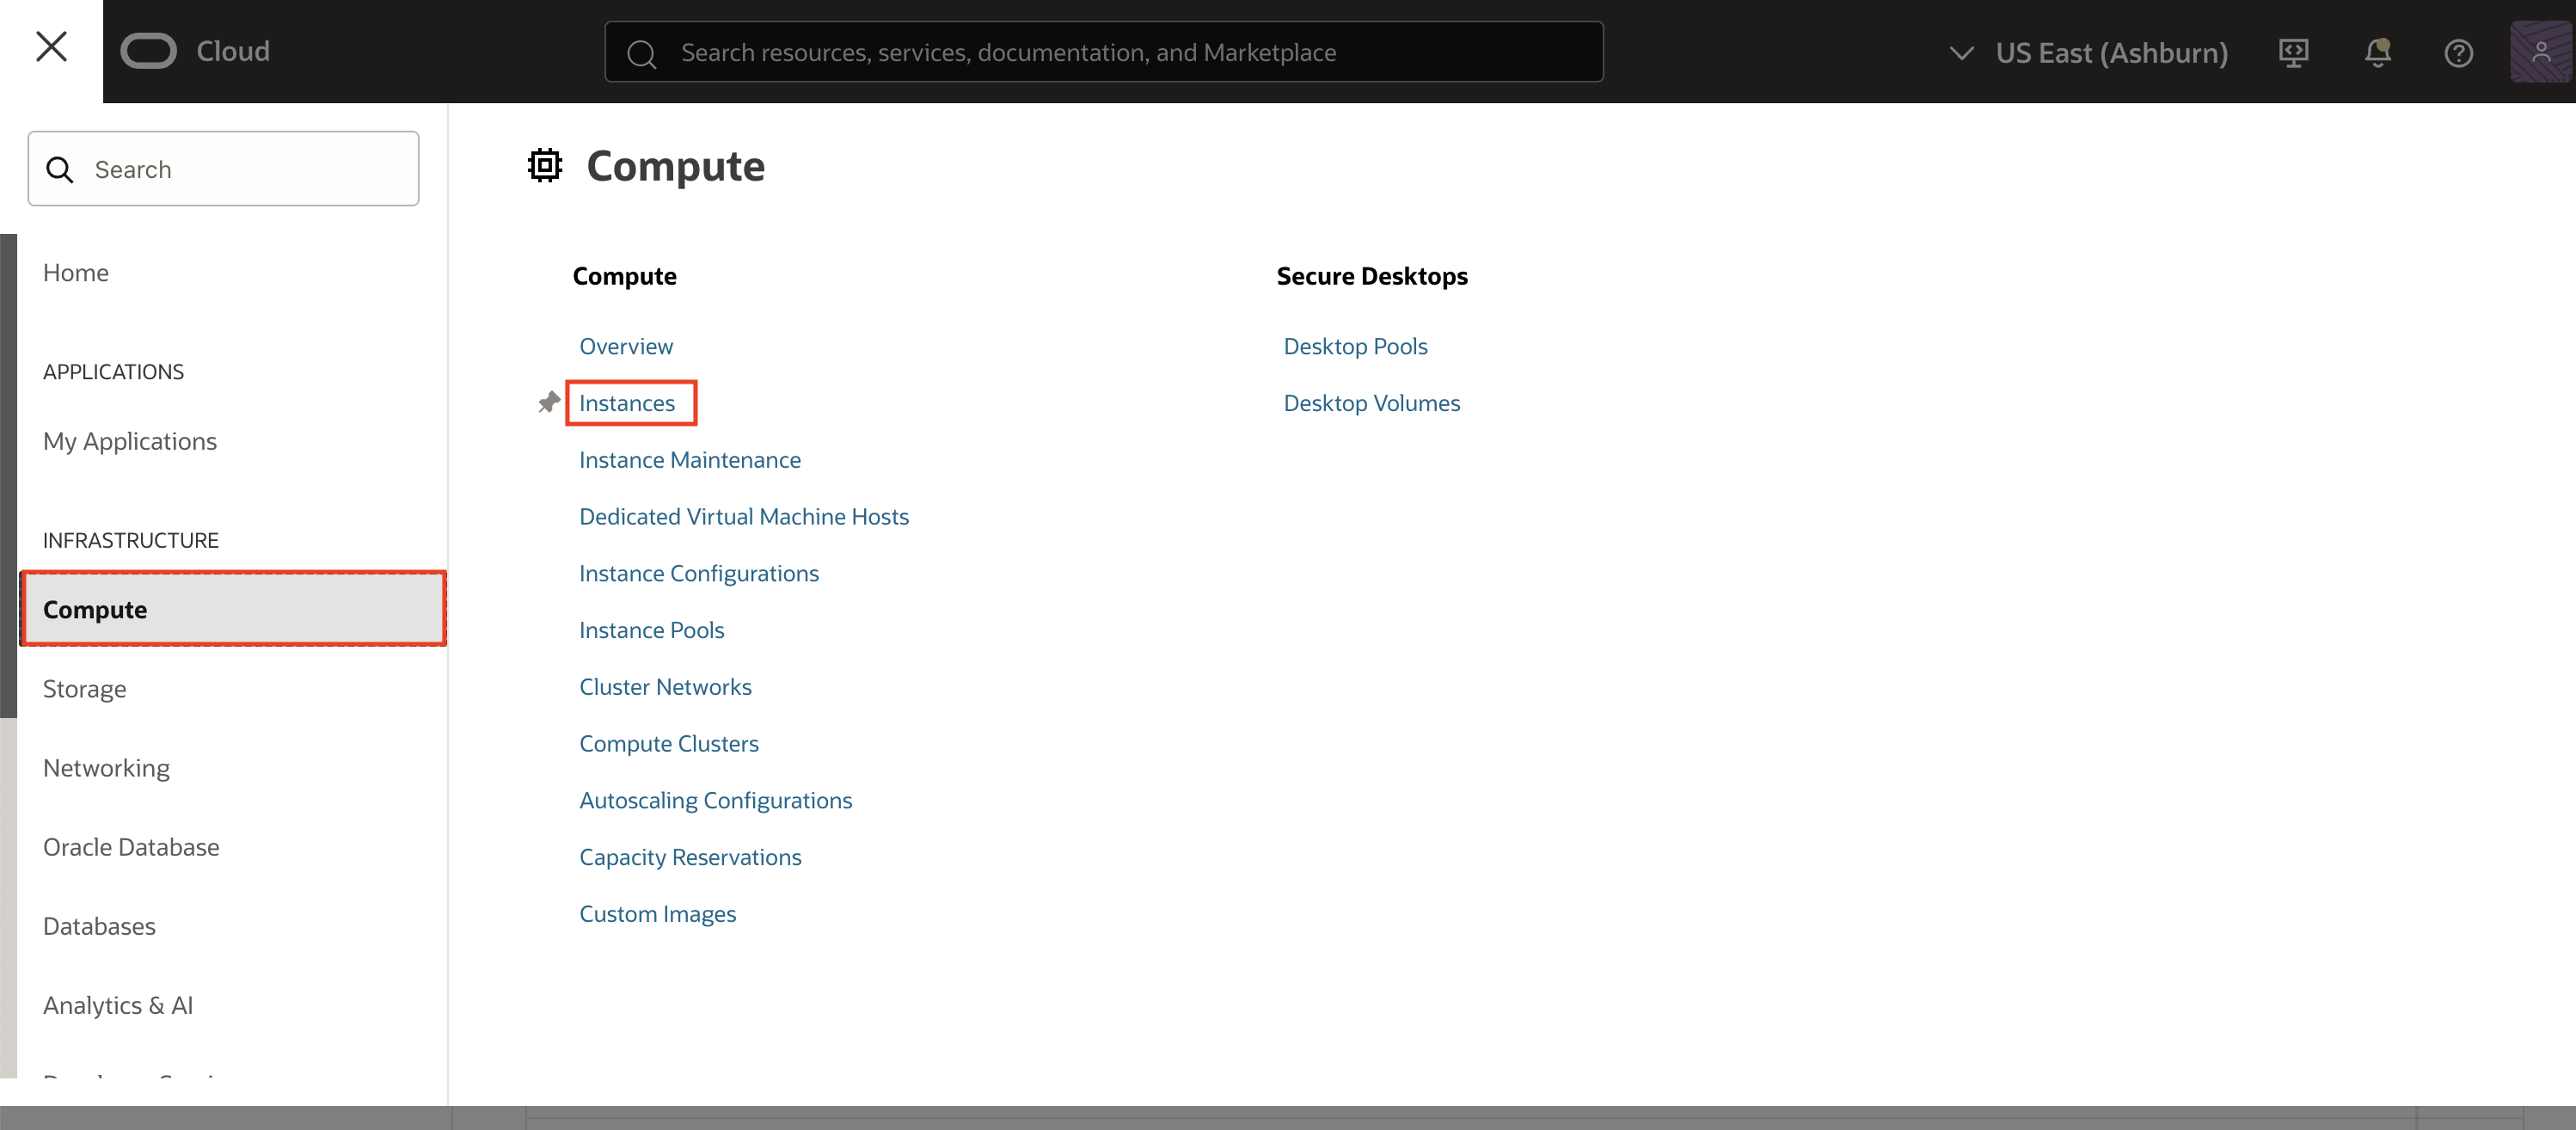 Cloud
Search resources, services, documentation, and Marketplace
US East (Ashburn)
Search
Home
APPLICATIONS
My Applications
INFRASTRUCTURE
Compute
Storage
Networking
Oracle Database
Databases
Analytics & AI
Compute
Compute
Overview
Instances
Instance Maintenance
Dedicated Virtual Machine Hosts
Instance Configurations
Instance Pools
Cluster Networks
Compute Clusters
Autoscaling Configurations
Capacity Reservations
Custom Images
Secure Desktops
Desktop Pools
Desktop Volumes